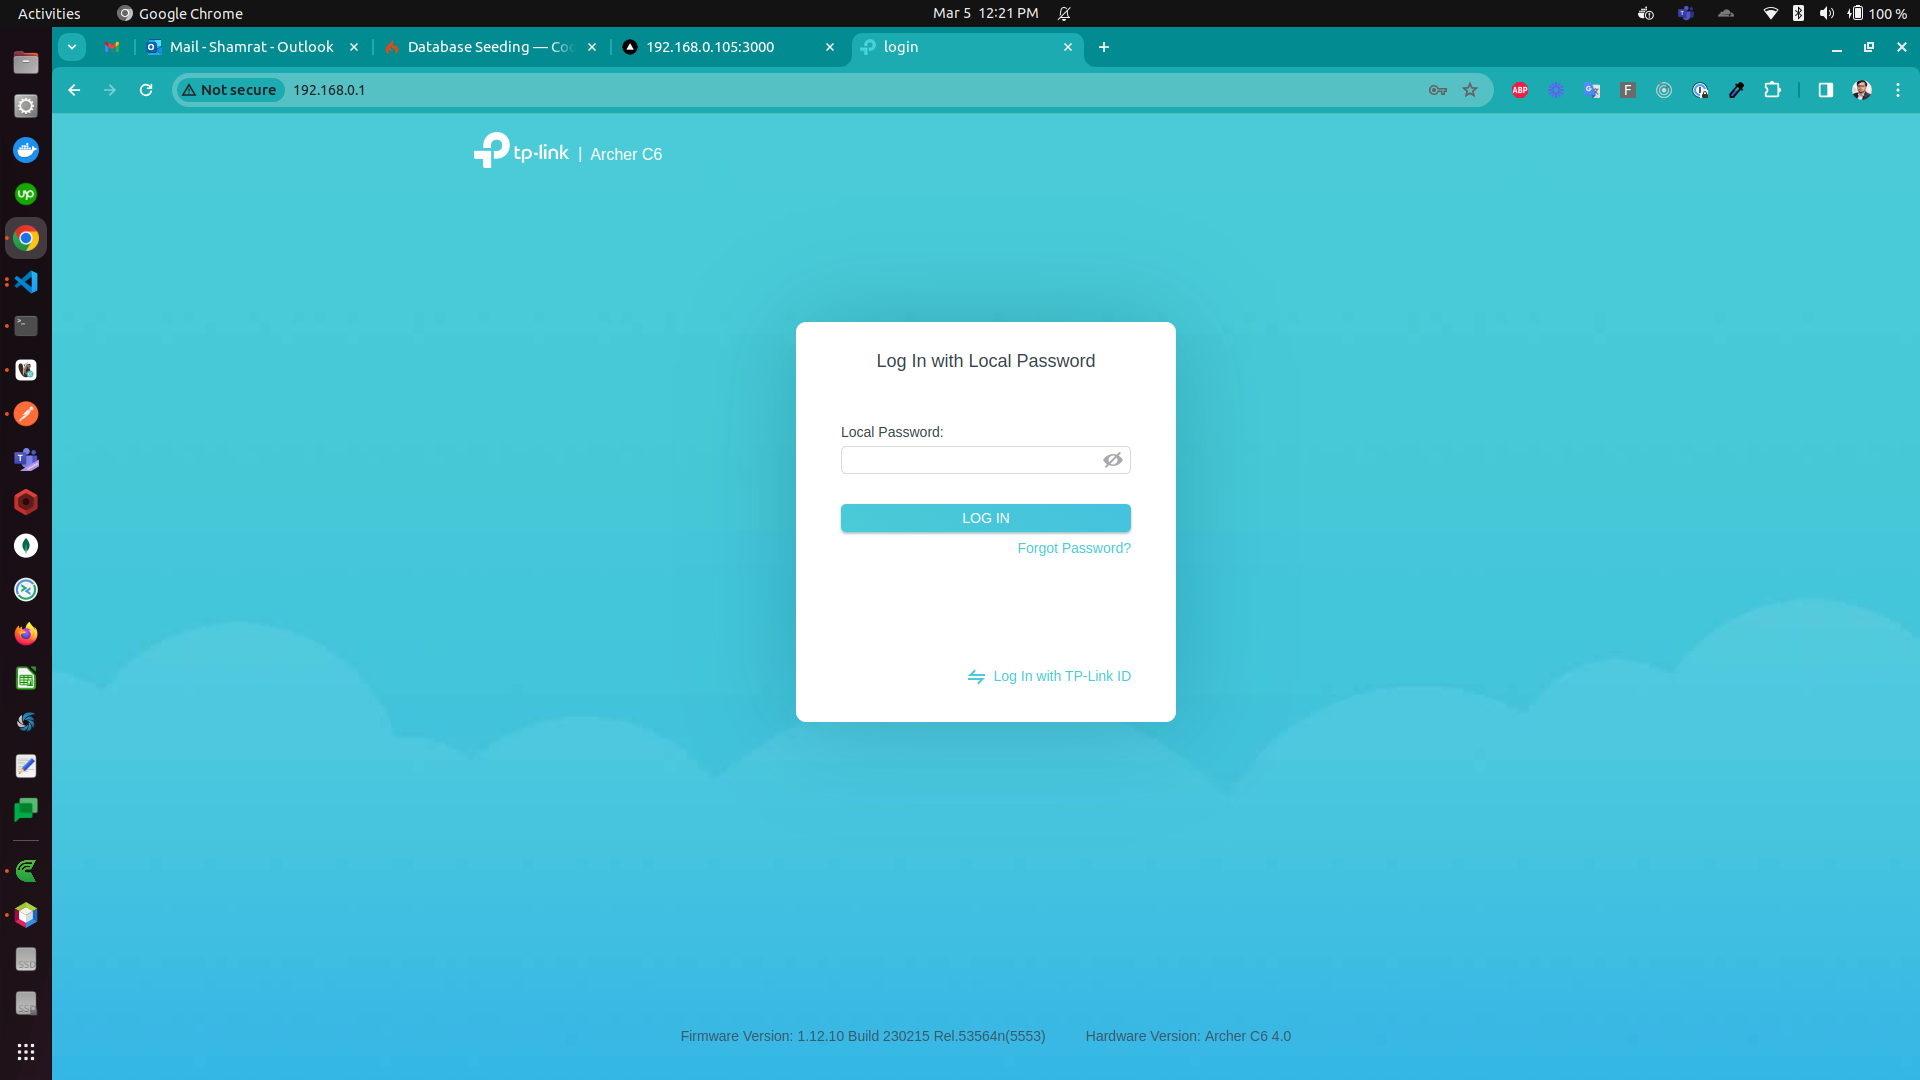 Activities
Google Chrome
Mar 5 12:21 PM
100 %
Mail - Shamrat - Outlook
Database Seeding — Co
192.168.0.105:3000
login
Not secure
192.168.0.1
ABP
F
tp-link | Archer C6
Log In with Local Password
Local Password:
LOG IN
Forgot Password?
Log In with TP-Link ID
up
SSD
SSD
Firmware Version: 1.12.10 Build 230215 Rel.53564n(5553)
Hardware Version: Archer C6 4.0